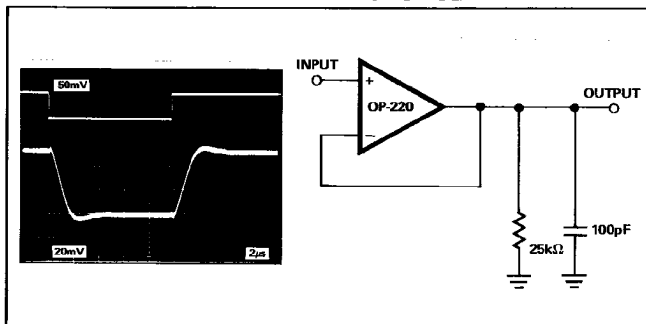 50mV
20mV
2µs
INPUT
+
OP-220
−
OUTPUT
25kΩ
100pF